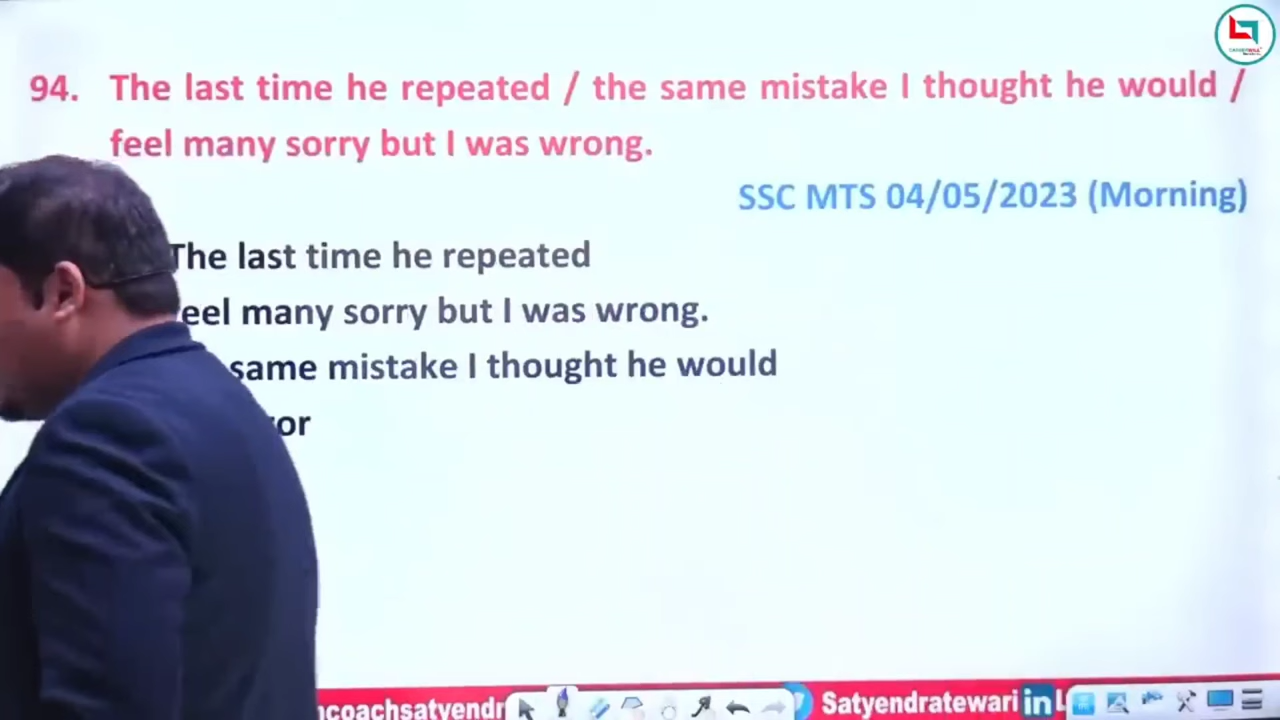 94. The last time he repeated / the same mistake I thought he would /
feel many sorry but I was wrong.
SSC MTS 04/05/2023 (Morning)
The last time he repeated
eel many sorry but I was wrong.
same mistake I thought he would
or
ncoachsatyendr
Satyendratewari in L